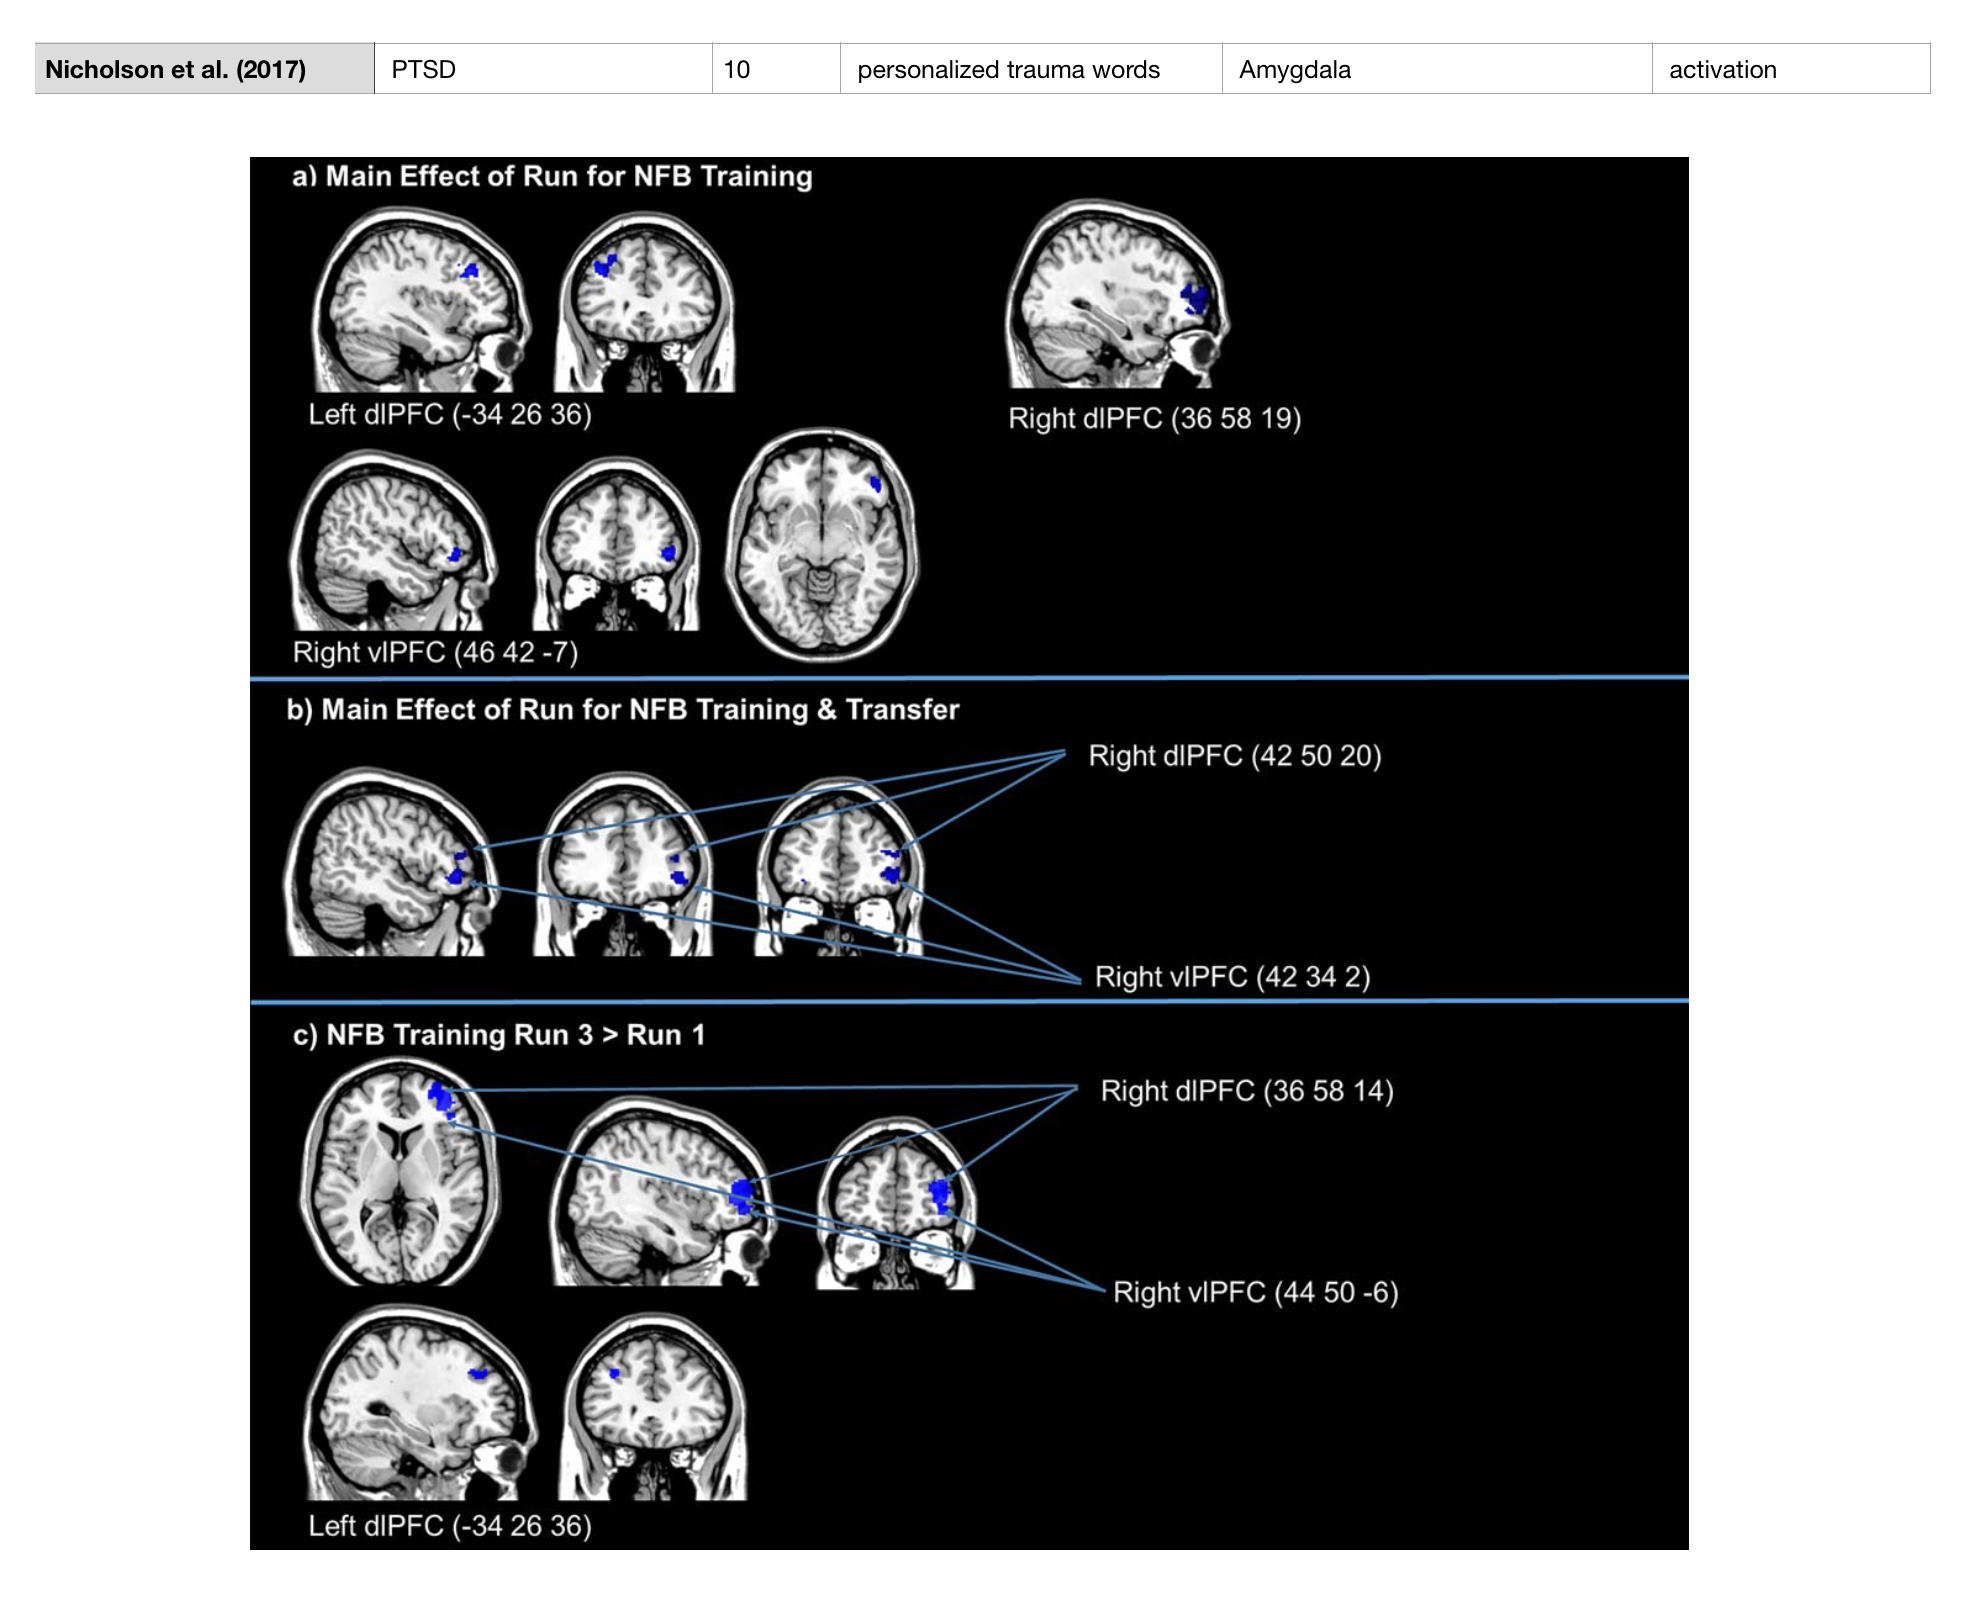 Nicholson et al. (2017) PTSD 10 personalized trauma words Amygdala activation
a) Main Effect of Run for NFB Training
Left dlPFC (-34 26 36)
Right dlPFC (36 58 19)
Right vlPFC (46 42 -7)
b) Main Effect of Run for NFB Training & Transfer
Right dlPFC (42 50 20)
Right vlPFC (42 34 2)
c) NFB Training Run 3 > Run 1
Right dlPFC (36 58 14)
Right vlPFC (44 50 -6)
Left dlPFC (-34 26 36)